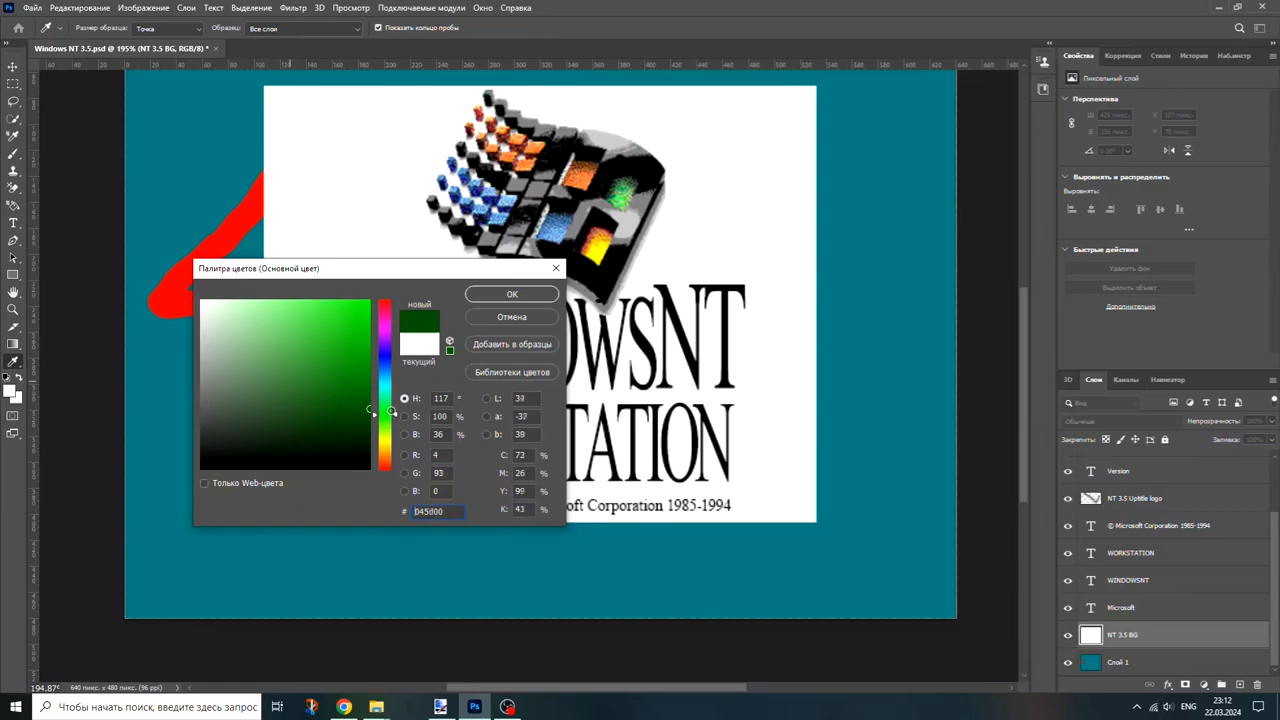 Файл Редактирование Изображение Слои Текст Выделение Фильтр 3D Просмотр Подключаемые модули Окно Справка
Размер образца: Точка Образец: Все слои Показывать кольцо пробы
Windows NT 3.5.psd @ 195% (NT 3.5 BG, RGB/8) *
Свойства Коррекция Стили История Наб.кистей
Пиксельный слой
Перспектива
Выровнять и распределить
Выровнять:
Быстрые действия
Удалить фон
Выделить объект
Дополнительно
OWSNT
TATION
oft Corporation 1985-1994
Палитра цветов (Основной цвет)
новый
текущий
OK
Отмена
Добавить в образцы
Библиотеки цветов
H: 117 °
S: 100 %
B: 36 %
R: 4
G: 93
B: 0
# 045d00
a: -37
b: 39
C: 72 %
M: 26 %
Y: 99 %
K: 41 %
Только Web-цвета
3D Слои Каналы Навигатор
Вид
Обычные Непрозрачность:
Закрепить: Заливка:
Version
NT 3.5 Uptitle logo
© Microsoft Corporation 1985-1994
WORKSTATION
WINDOWSNT
Microsoft
NT 3.5 BG
Слой 1
194.87% 640 пикс. x 480 пикс. (96 ppi)
Чтобы начать поиск, введите запрос
ENG
23:12
22.03.2024